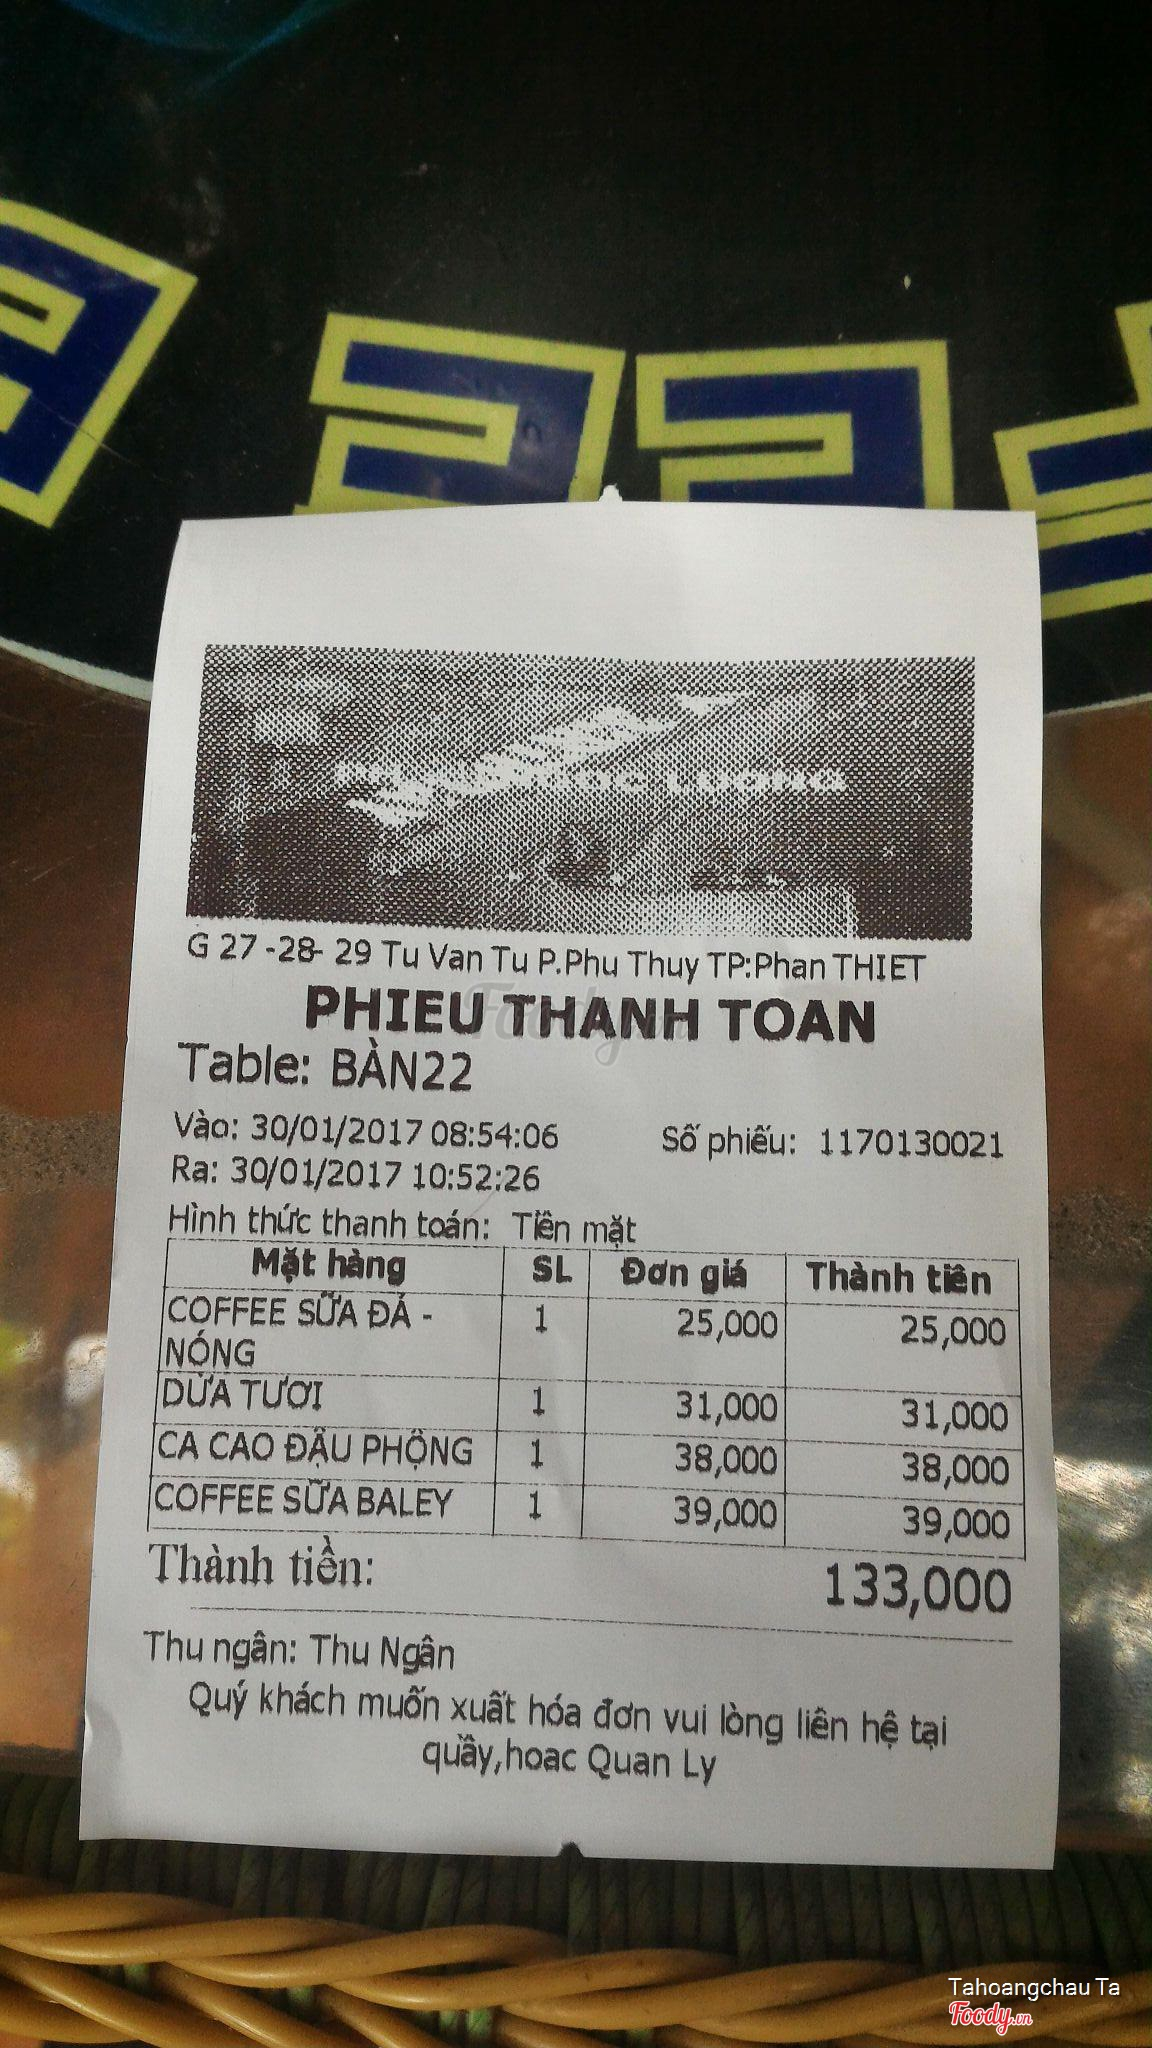 LUONG
G 27 -28- 29 Tu Van Tu P.Phu Thuy TP:Phan THIET
PHIEU THANH TOAN
Table: BÀN22
Vào: 30/01/2017 08:54:06 Số phiếu: 1170130021
Ra: 30/01/2017 10:52:26
Hình thức thanh toán: Tiền mặt
Mặt hàng SL Đơn giá Thành tiền
COFFEE SỮA ĐÁ - 1 25,000 25,000
NÓNG
DỪA TƯƠI 1 31,000 31,000
CA CAO ĐẬU PHỘNG 1 38,000 38,000
COFFEE SỮA BALEY 1 39,000 39,000
Thành tiền: 133,000
Thu ngân: Thu Ngân
Quý khách muốn xuất hóa đơn vui lòng liên hệ tại
quầy,hoac Quan Ly
Foody.vn
Tahoangchau Ta
Foody.vn